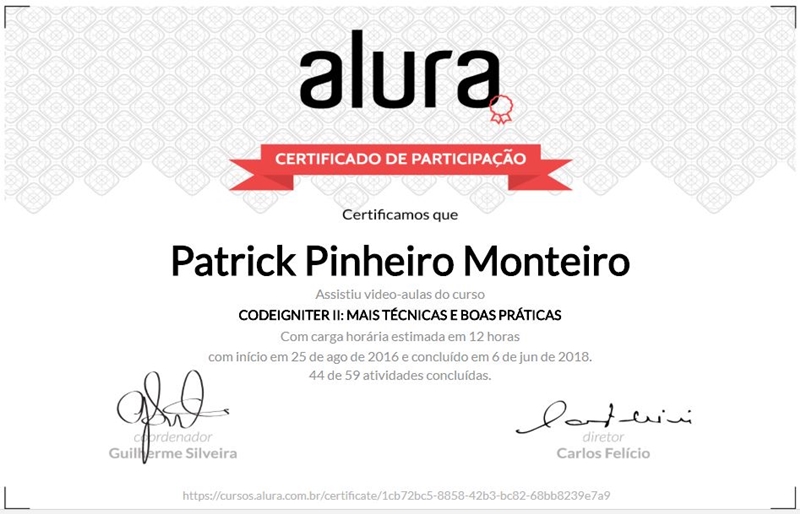 alura
CERTIFICADO DE PARTICIPAÇÃO
Certificamos que
Patrick Pinheiro Monteiro
Assistiu video-aulas do curso
CODEIGNITER II: MAIS TÉCNICAS E BOAS PRÁTICAS
Com carga horária estimada em 12 horas
com início em 25 de ago de 2016 e concluído em 6 de jun de 2018.
44 de 59 atividades concluídas.
coordenador
Guilherme Silveira
diretor
Carlos Felício
https://cursos.alura.com.br/certificate/1cb72bc5-8858-42b3-bc82-68bb8239e7a9